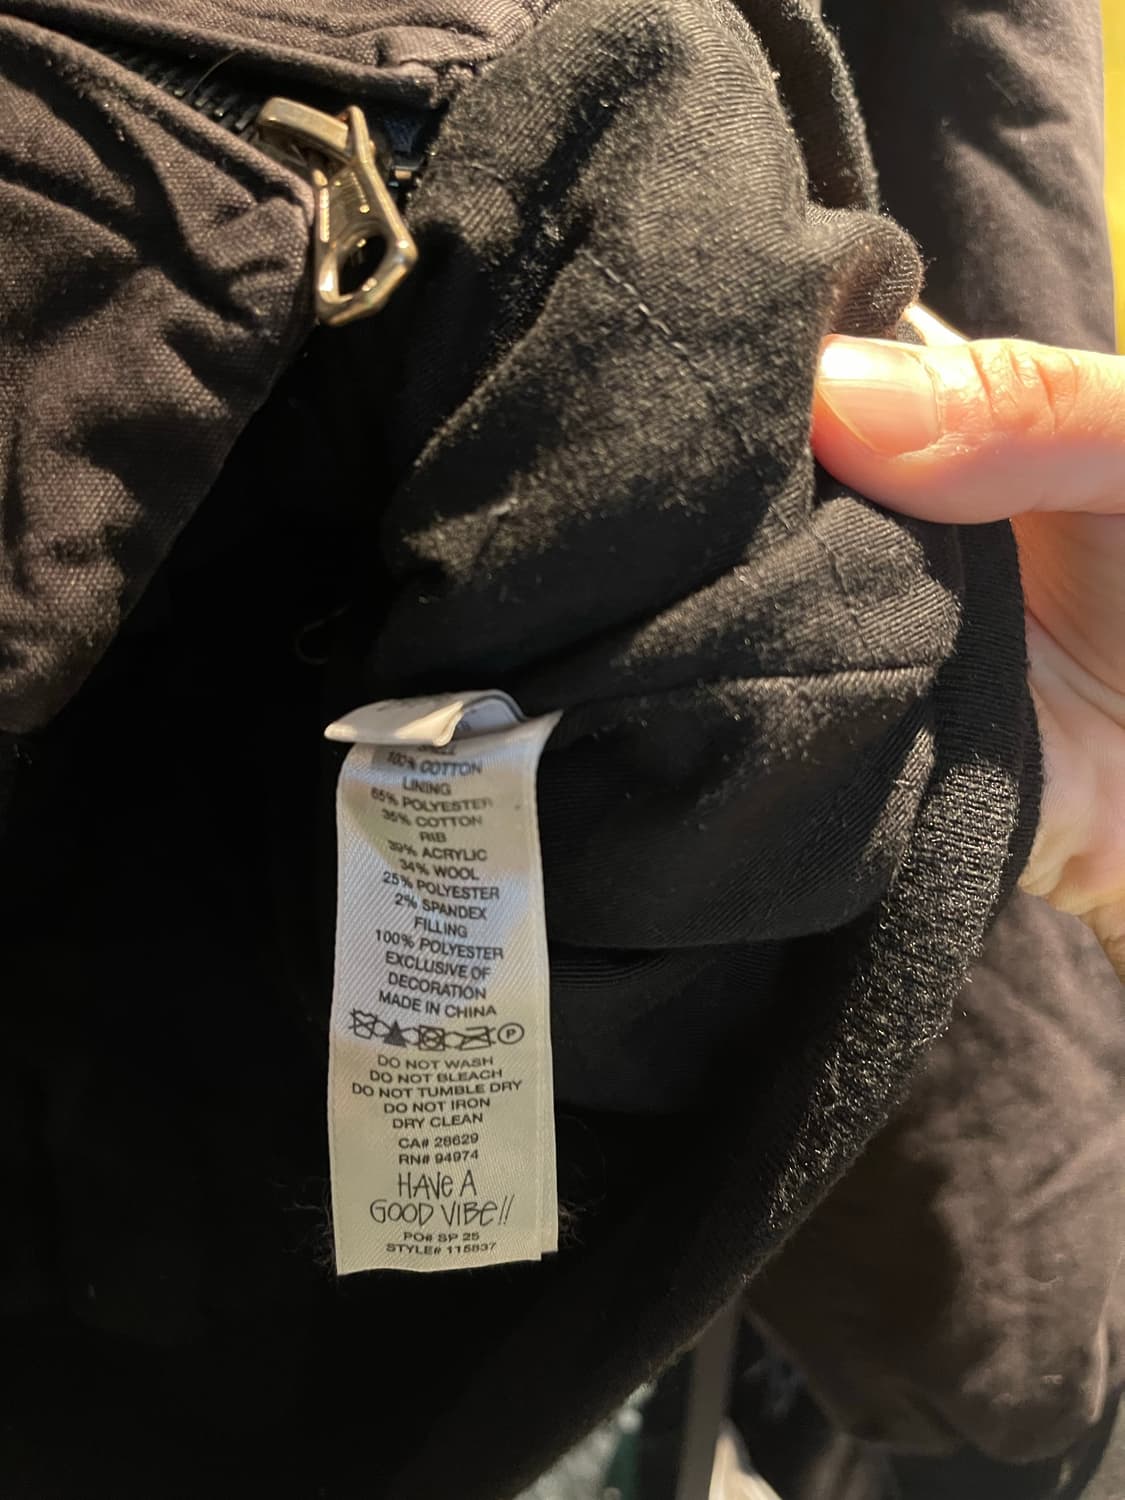 SHELL
100% COTTON
LINING
65% POLYESTER
35% COTTON
RIB
39% ACRYLIC
34% WOOL
25% POLYESTER
2% SPANDEX
FILLING
100% POLYESTER
EXCLUSIVE OF
DECORATION
MADE IN CHINA
P
DO NOT WASH
DO NOT BLEACH
DO NOT TUMBLE DRY
DO NOT IRON
DRY CLEAN
CA# 28629
RN# 94974
HAVE A
GOOD VIBE!!
PO# SP 25
STYLE# 115837